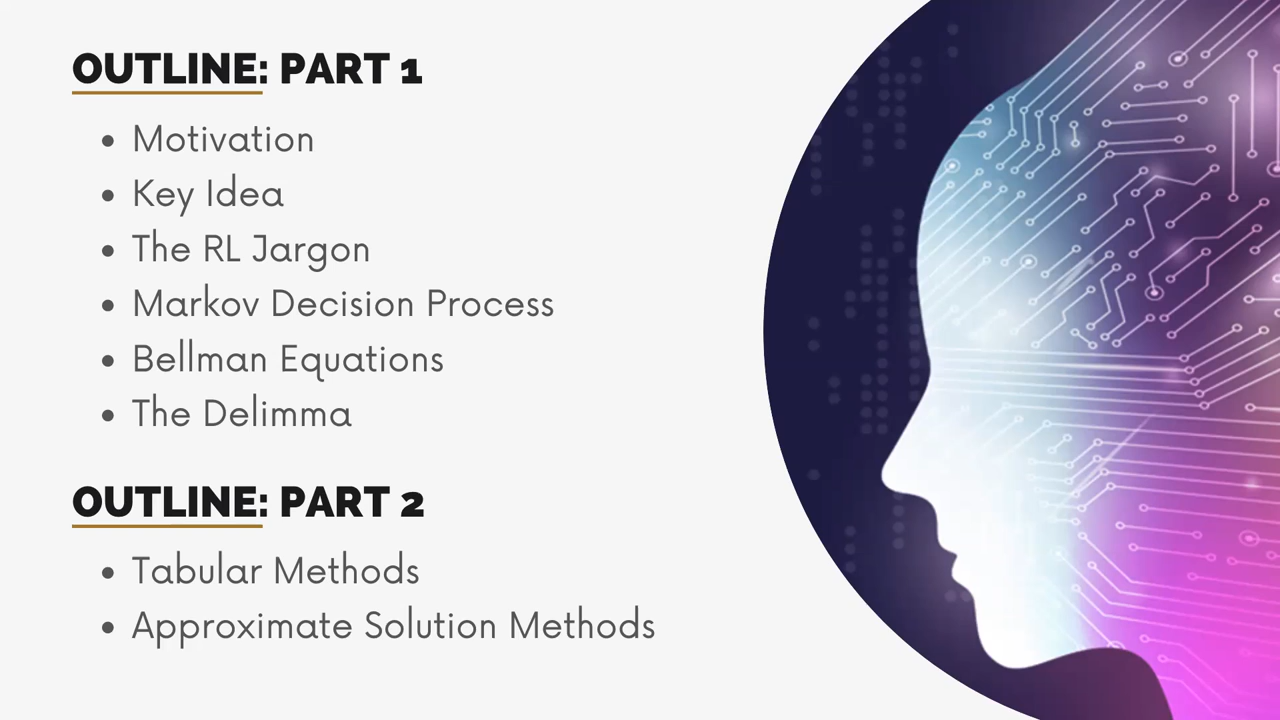 OUTLINE: PART 1
• Motivation
• Key Idea
• The RL Jargon
• Markov Decision Process
• Bellman Equations
• The Delimma
OUTLINE: PART 2
• Tabular Methods
• Approximate Solution Methods